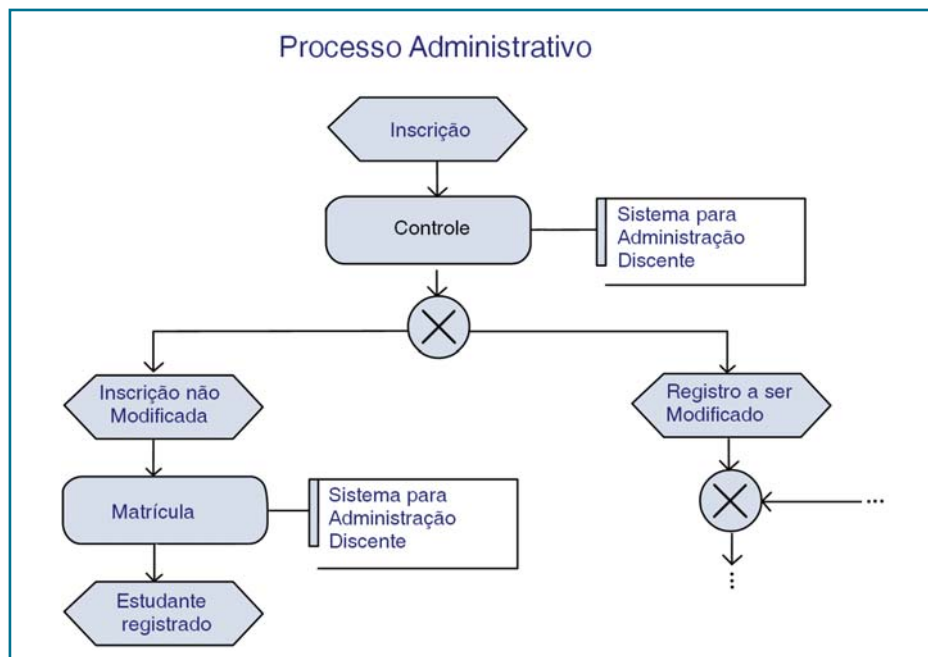 Processo Administrativo
Inscrição
Controle
Sistema para
Administração
Discente
Inscrição não
Modificada
Registro a ser
Modificado
Matrícula
Sistema para
Administração
Discente
...
...
Estudante
registrado